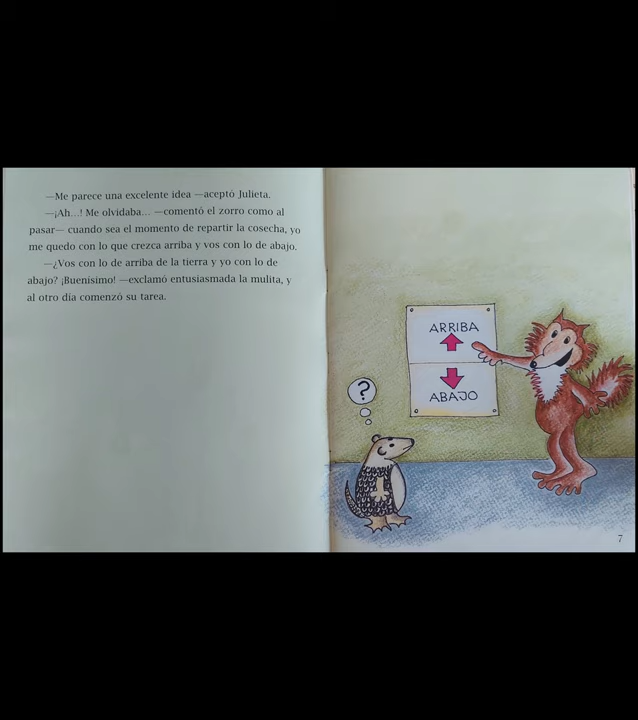 —Me parece una excelente idea —aceptó Julieta.
—¡Ah...! Me olvidaba... —comentó el zorro como al
pasar— cuando sea el momento de repartir la cosecha, yo
me quedo con lo que crezca arriba y vos con lo de abajo.
—¿Vos con lo de arriba de la tierra y yo con lo de
abajo? ¡Buenísimo! —exclamó entusiasmada la mulita, y
al otro día comenzó su tarea.
ARRIBA
ABAJO
?
7